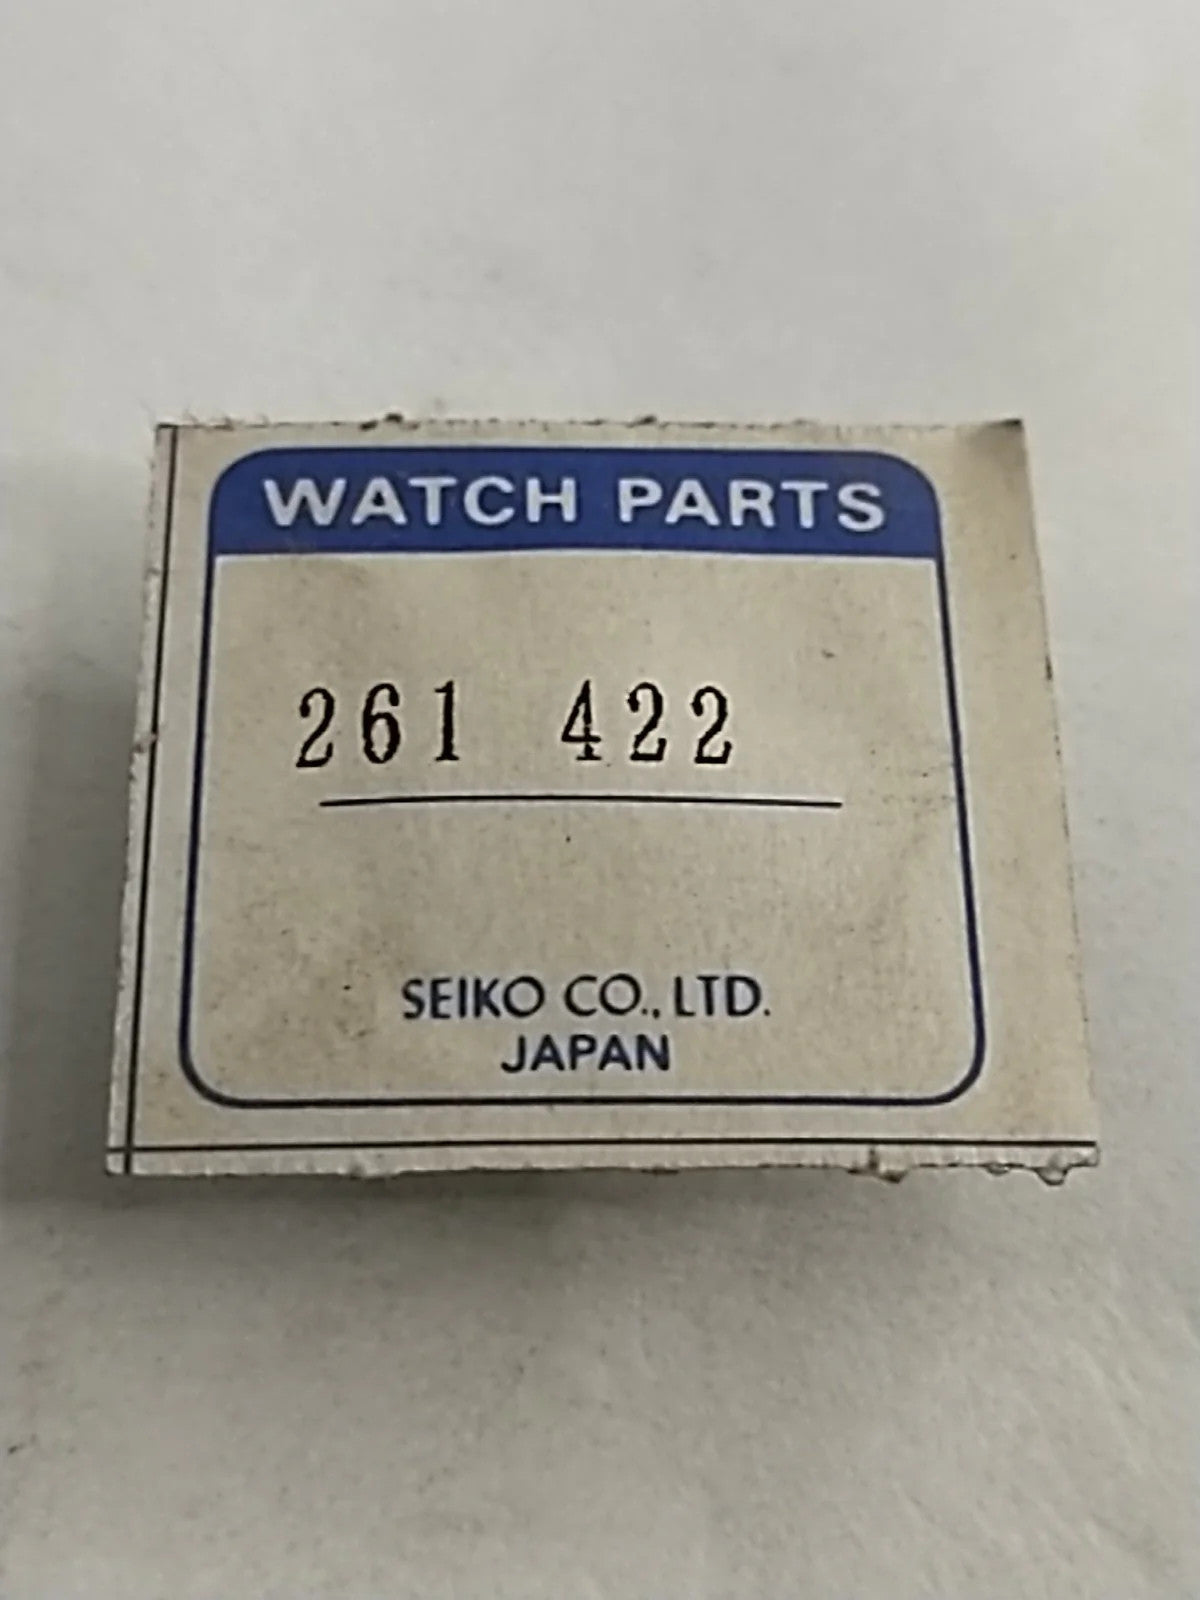 WATCH PARTS
261 422
SEIKO CO., LTD.
JAPAN